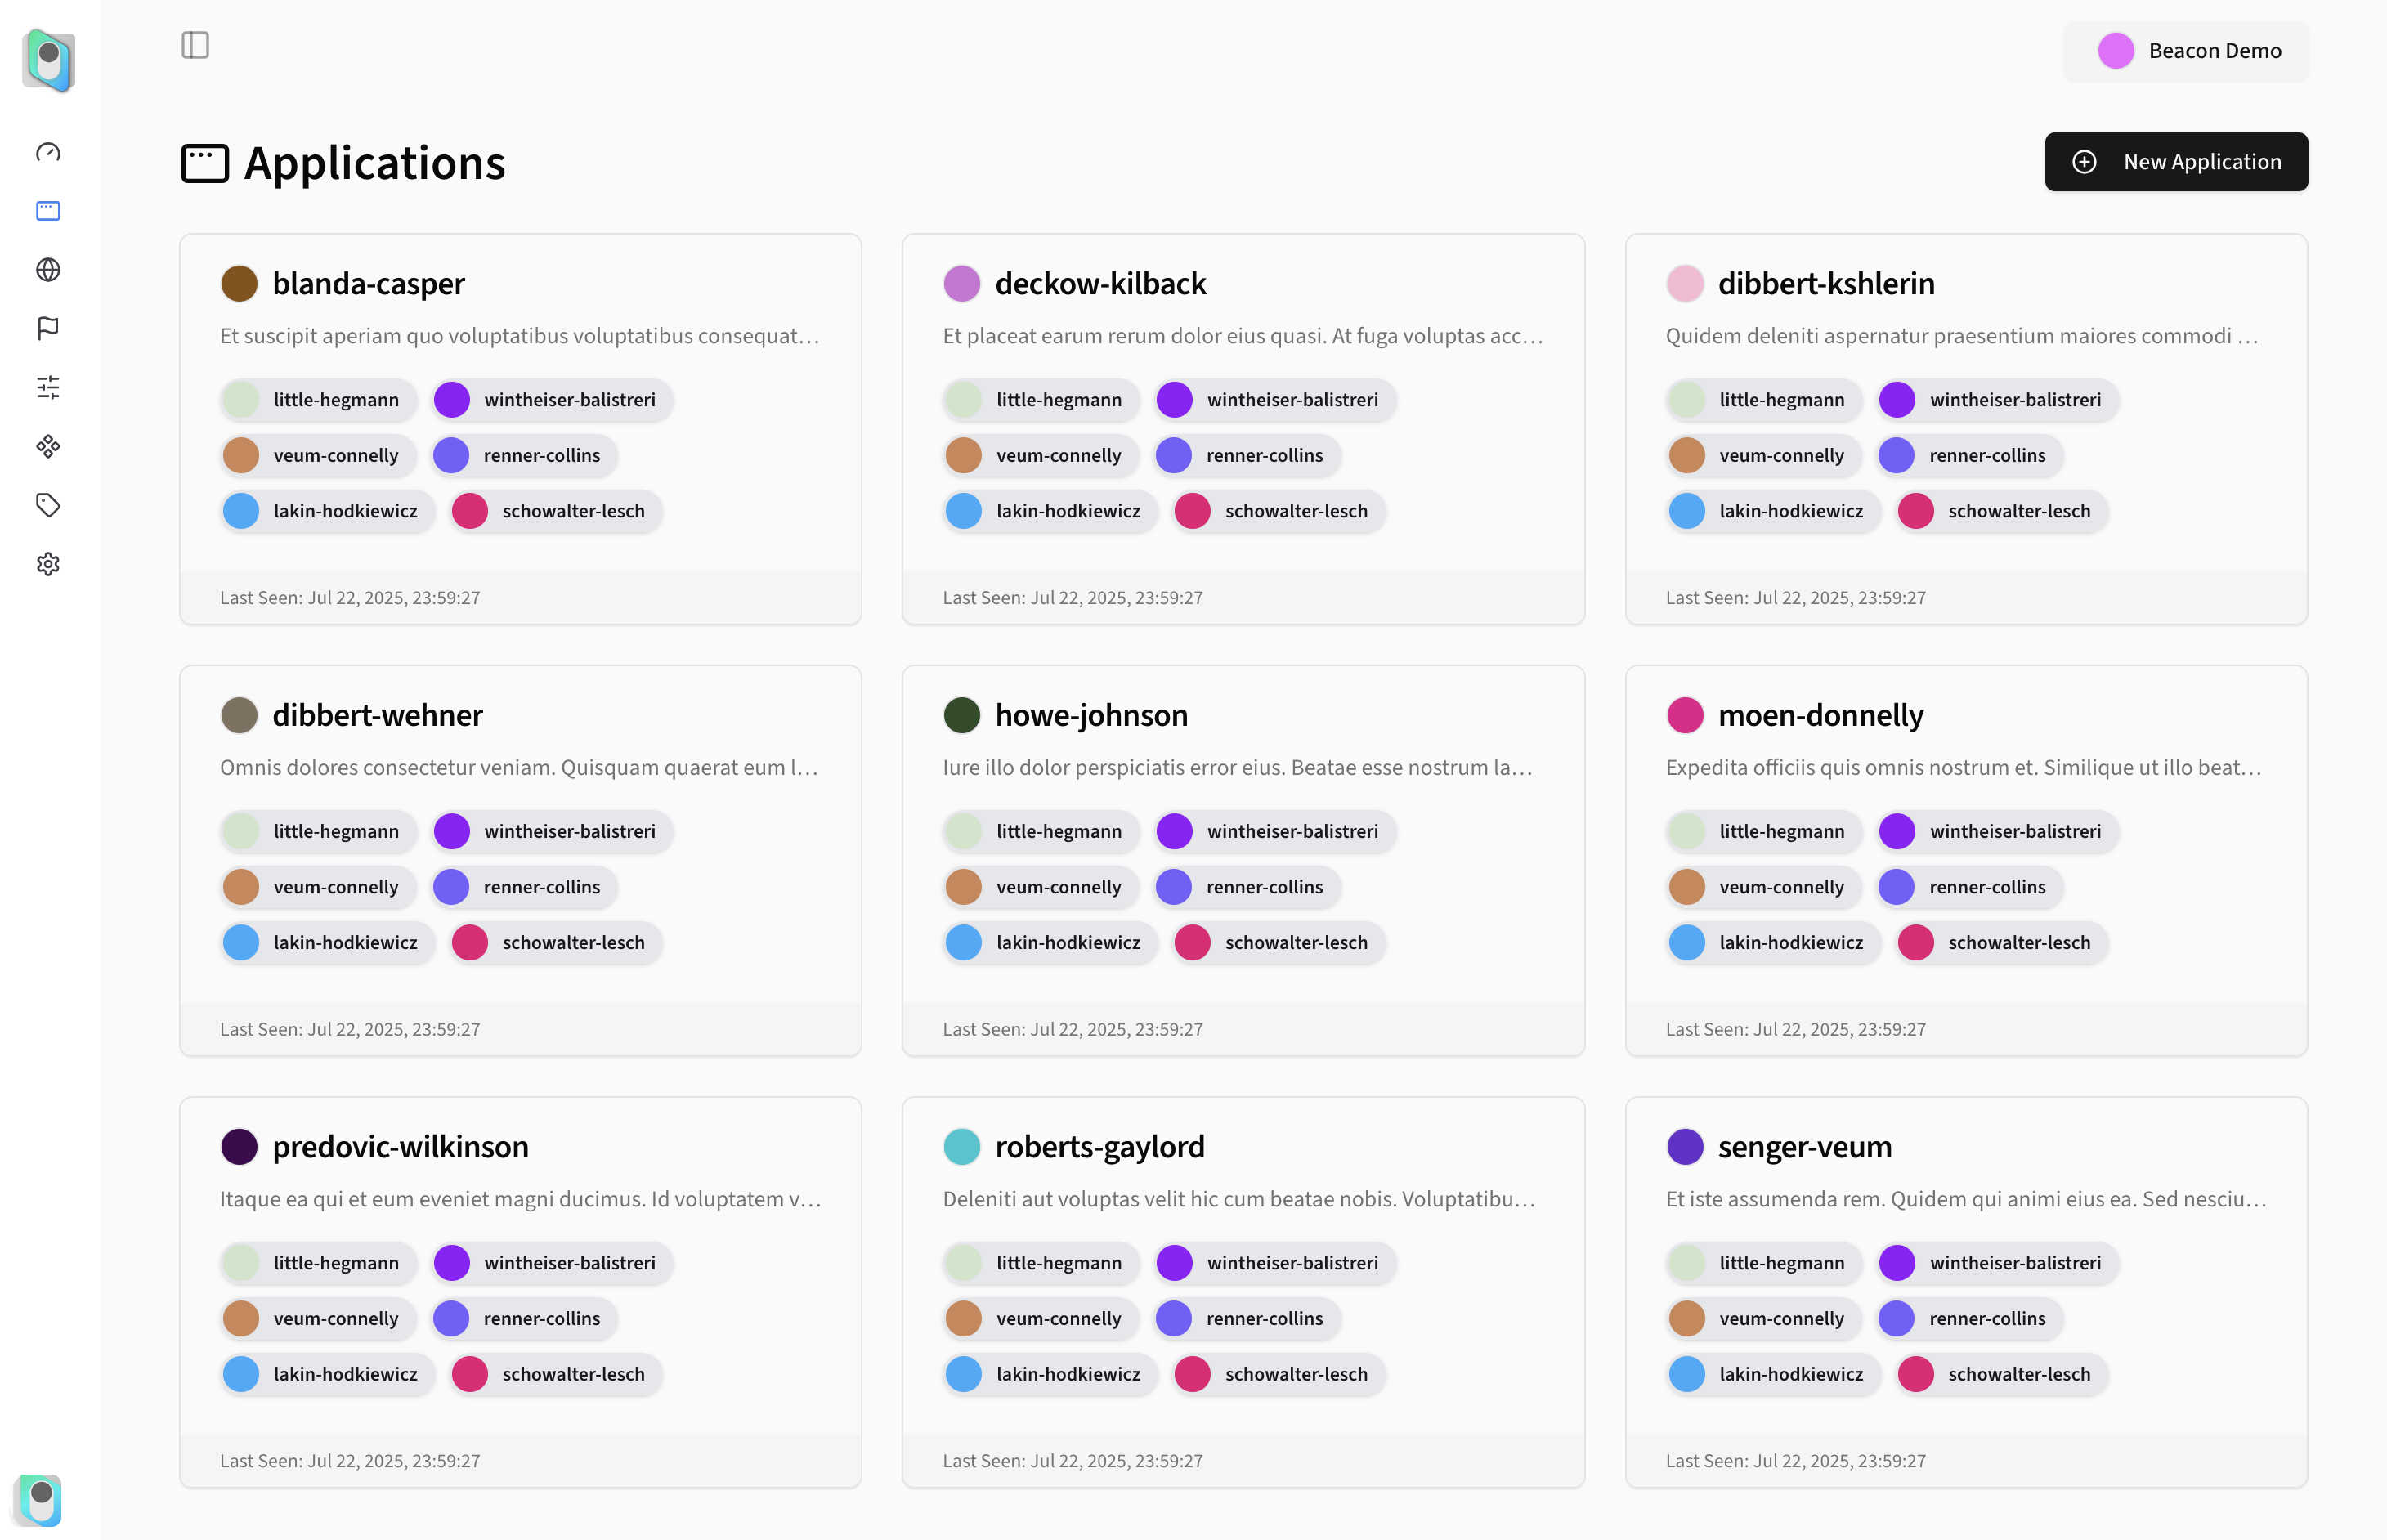 Beacon Demo
Applications
New Application
blanda-casper
Et suscipit aperiam quo voluptatibus voluptatibus consequat…
little-hegmann
wintheiser-balistreri
veum-connelly
renner-collins
lakin-hodkiewicz
schowalter-lesch
Last Seen: Jul 22, 2025, 23:59:27
deckow-kilback
Et placeat earum rerum dolor eius quasi. At fuga voluptas acc…
little-hegmann
wintheiser-balistreri
veum-connelly
renner-collins
lakin-hodkiewicz
schowalter-lesch
Last Seen: Jul 22, 2025, 23:59:27
dibbert-kshlerin
Quidem deleniti aspernatur praesentium maiores commodi …
little-hegmann
wintheiser-balistreri
veum-connelly
renner-collins
lakin-hodkiewicz
schowalter-lesch
Last Seen: Jul 22, 2025, 23:59:27
dibbert-wehner
Omnis dolores consectetur veniam. Quisquam quaerat eum l…
little-hegmann
wintheiser-balistreri
veum-connelly
renner-collins
lakin-hodkiewicz
schowalter-lesch
Last Seen: Jul 22, 2025, 23:59:27
howe-johnson
Iure illo dolor perspiciatis error eius. Beatae esse nostrum la…
little-hegmann
wintheiser-balistreri
veum-connelly
renner-collins
lakin-hodkiewicz
schowalter-lesch
Last Seen: Jul 22, 2025, 23:59:27
moen-donnelly
Expedita officiis quis omnis nostrum et. Similique ut illo beat…
little-hegmann
wintheiser-balistreri
veum-connelly
renner-collins
lakin-hodkiewicz
schowalter-lesch
Last Seen: Jul 22, 2025, 23:59:27
predovic-wilkinson
Itaque ea qui et eum eveniet magni ducimus. Id voluptatem v…
little-hegmann
wintheiser-balistreri
veum-connelly
renner-collins
lakin-hodkiewicz
schowalter-lesch
Last Seen: Jul 22, 2025, 23:59:27
roberts-gaylord
Deleniti aut voluptas velit hic cum beatae nobis. Voluptatibu…
little-hegmann
wintheiser-balistreri
veum-connelly
renner-collins
lakin-hodkiewicz
schowalter-lesch
Last Seen: Jul 22, 2025, 23:59:27
senger-veum
Et iste assumenda rem. Quidem qui animi eius ea. Sed nesciu…
little-hegmann
wintheiser-balistreri
veum-connelly
renner-collins
lakin-hodkiewicz
schowalter-lesch
Last Seen: Jul 22, 2025, 23:59:27